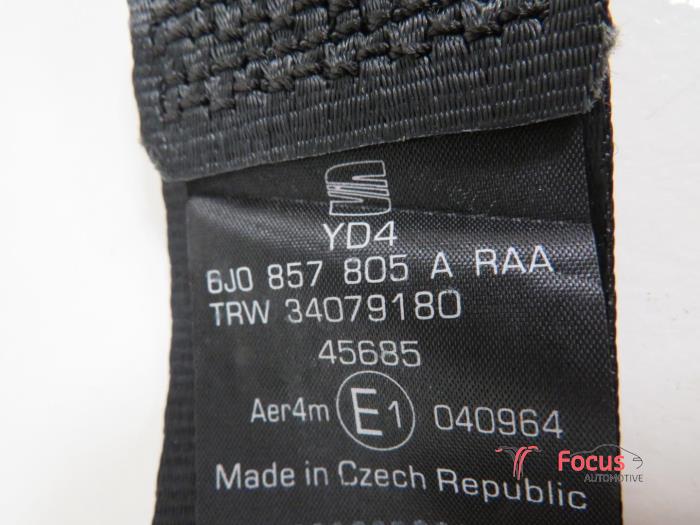 YD4
6J0 857 805 A RAA
TRW 34079180
45685
Aer4m E1 040964
Made in Czech Republic
Focus
AUTOMOTIVE